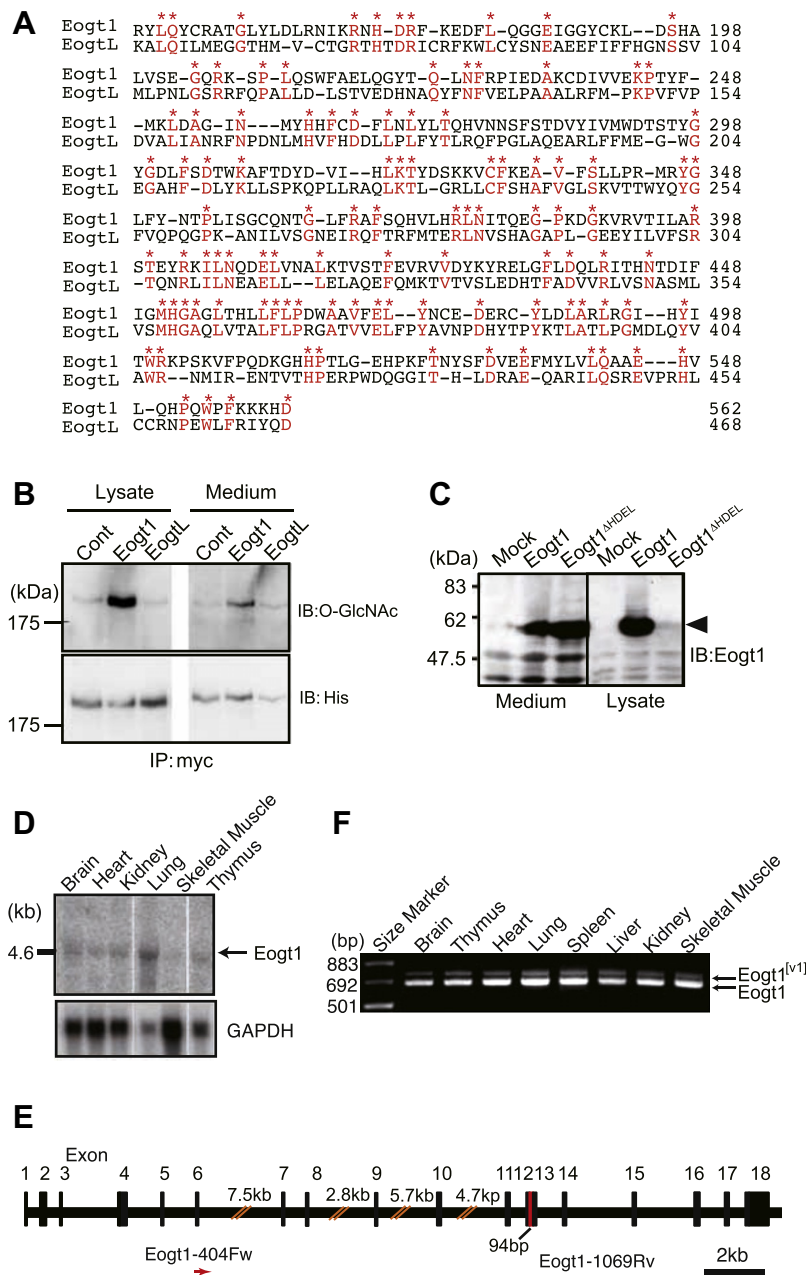 A
Eogt1 RYLQYCRATGLYLDLRNIKRNH-DRF-KEDFL-QGGEIGGYCKL--DSHA 198
EogtL KALQILMEGGTHM-V-CTGRTHTDRICRFKWLCYSNEAEEFIFFHGNSSV 104
Eogt1 LVSE-GQRK-SP-LQSWFAELQGYT-Q-LNFRPIEDAKCDIVVEKPTYF- 248
EogtL MLPNLGSRRFQPALLDL-STVEDHNAQYFNFVELPAAALRFM-PKPVFVP 154
Eogt1 -MKLDAG-IN---MYHHFCD-FLNLYLTQHVNNSFSTDVYIVMWDTSTYG 298
EogtL DVALIANRFNPDNLMHVFHDDLLPLFYTLRQFPGLAQEARLFFME-G-WG 204
Eogt1 YGDLFSDTWKAFTDYD-VI--HLKTYDSKKVCFKEA-V-FSLLPR-MRYG 348
EogtL EGAHF-DLYKLLSPKQPLLRAQLKTL-GRLLCFSHAFVGLSKVTTWYQYG 254
Eogt1 LFY-NTPLISGCQNTG-LFRAFSQHVLHRLNITQEG-PKDGKVRVTILAR 398
EogtL FVQPQGPK-ANILVSGNEIRQFTRFMTERLNVSHAGAPL-GEEYILVFSR 304
Eogt1 STEYRKILNQDELVNALKTVSTFEVRVVDYKYRELGFLDQLRITHNTDIF 448
EogtL -TQNRLILNEAELL-LELAQEFQMKTVTVSLEDHTFADVVRLVSNASML 354
Eogt1 IGMHGAGLTHLLFLPDWAAVFELYNCE-DERC-YLDLARLRGI-HYI 498
EogtL VSMHGAQLVTALFLPRGATVVELFPYAVNPDHYTPYKTLATLPGMDLQYV 404
Eogt1 TWRKPSKVFPQDKGHHPTLG-EHPKFTNYSFDVEEFMYLVLQAAE---HV 548
EogtL AWR--NMIR-ENTVTHPERPWDQGGIT-H-LDRAE-QARILQSREVPRHL 454
Eogt1 L-QHPQWPFKKKHD 562
EogtL CCRNPEWLFRIYQD 468
B
Lysate Medium
Cont Eogt1 EogtL Cont Eogt1 EogtL
(kDa)
175
IB:O-GlcNAc
175
IB: His
IP:myc
C
Mock Eogt1 Eogt1ΔHDEL Mock Eogt1 Eogt1ΔHDEL
(kDa)
83
62
47.5
IB:Eogt1
Medium Lysate
D
Brain Heart Kidney Lung Skeletal Muscle Thymus
(kb)
4.6
Eogt1
GAPDH
F
Size Marker Brain Thymus Heart Lung Spleen Liver Kidney Skeletal Muscle
(bp)
883
692
501
Eogt1[v1]
Eogt1
E
Exon
1 2 3 4 5 6 7 8 9 10 11 12 13 14 15 16 17 18
7.5kb 2.8kb 5.7kb 4.7kp
94bp
Eogt1-404Fw Eogt1-1069Rv
2kb